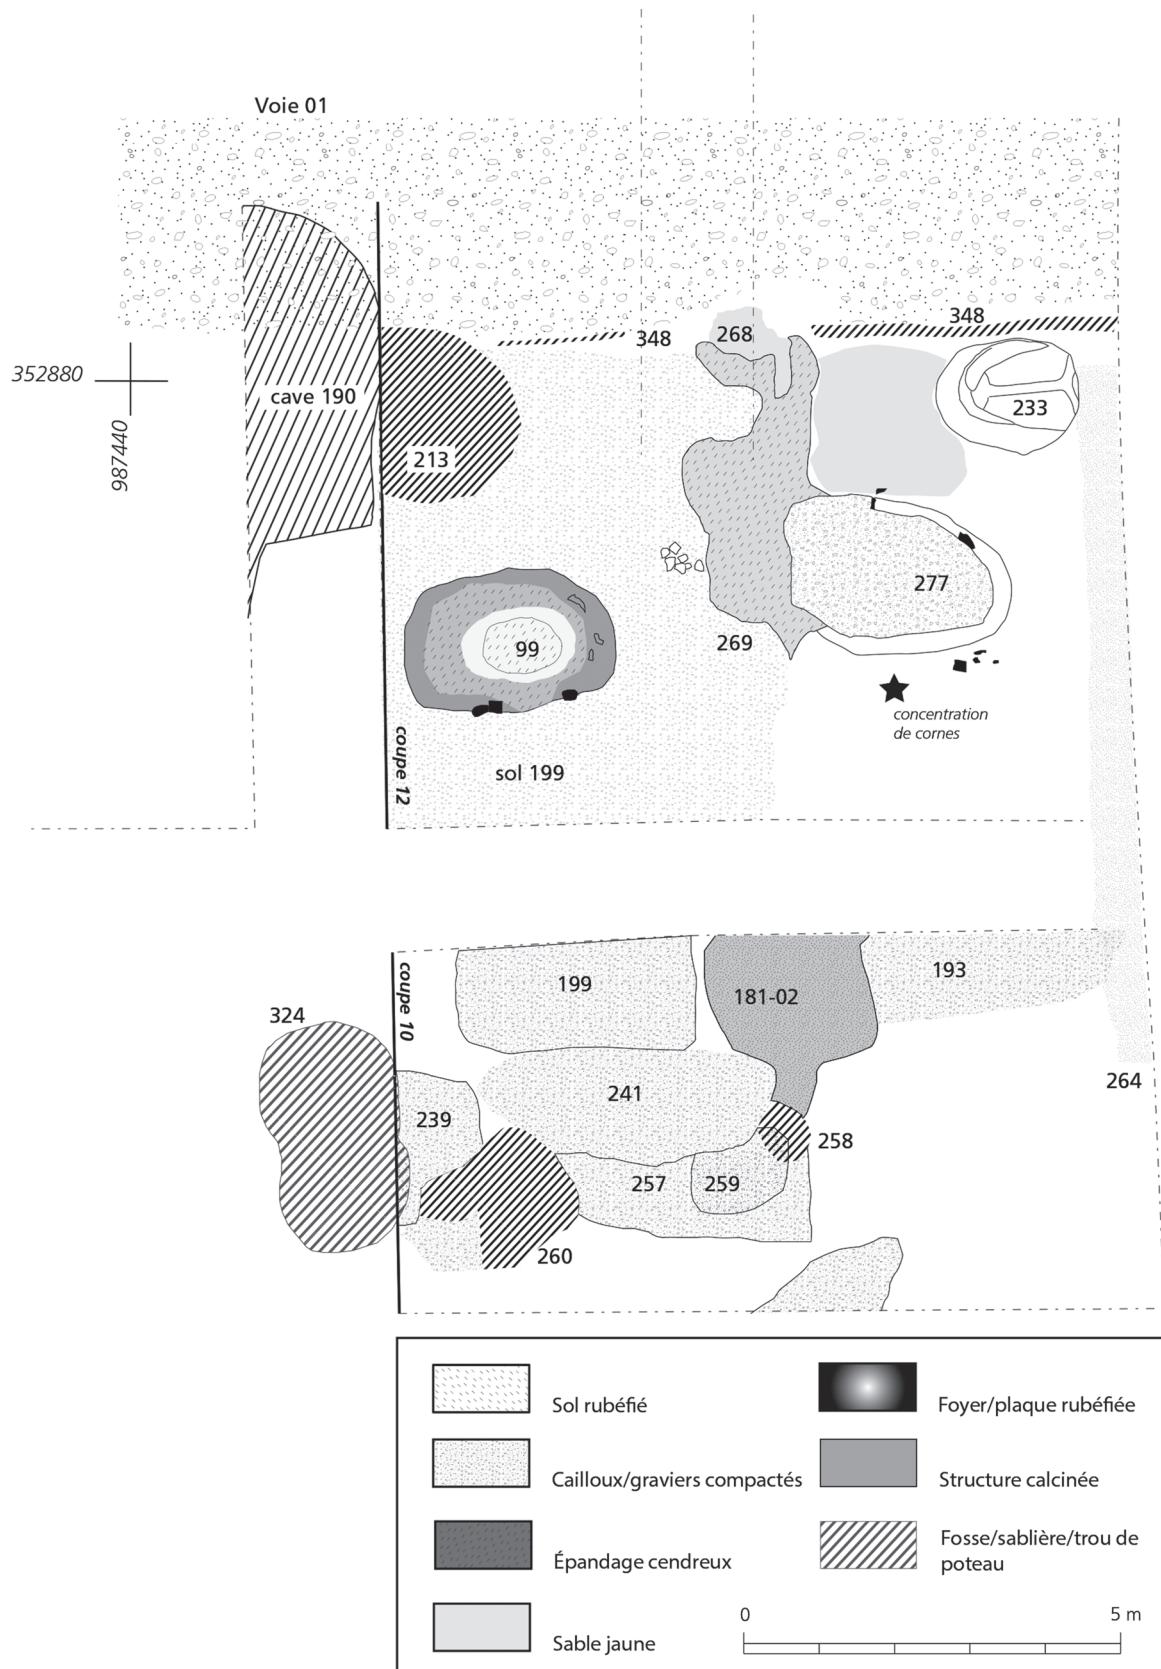 Voie 01
348
268
348
352880
cave 190
233
987440
213
277
99
269
concentration
de cornes
coupe 12
sol 199
193
199
181-02
coupe 10
324
264
241
239
258
257
259
260
Sol rubéfié
Foyer/plaque rubéfiée
Cailloux/graviers compactés
Structure calcinée
Épandage cendreux
Fosse/sablière/trou de
poteau
Sable jaune
0
5 m